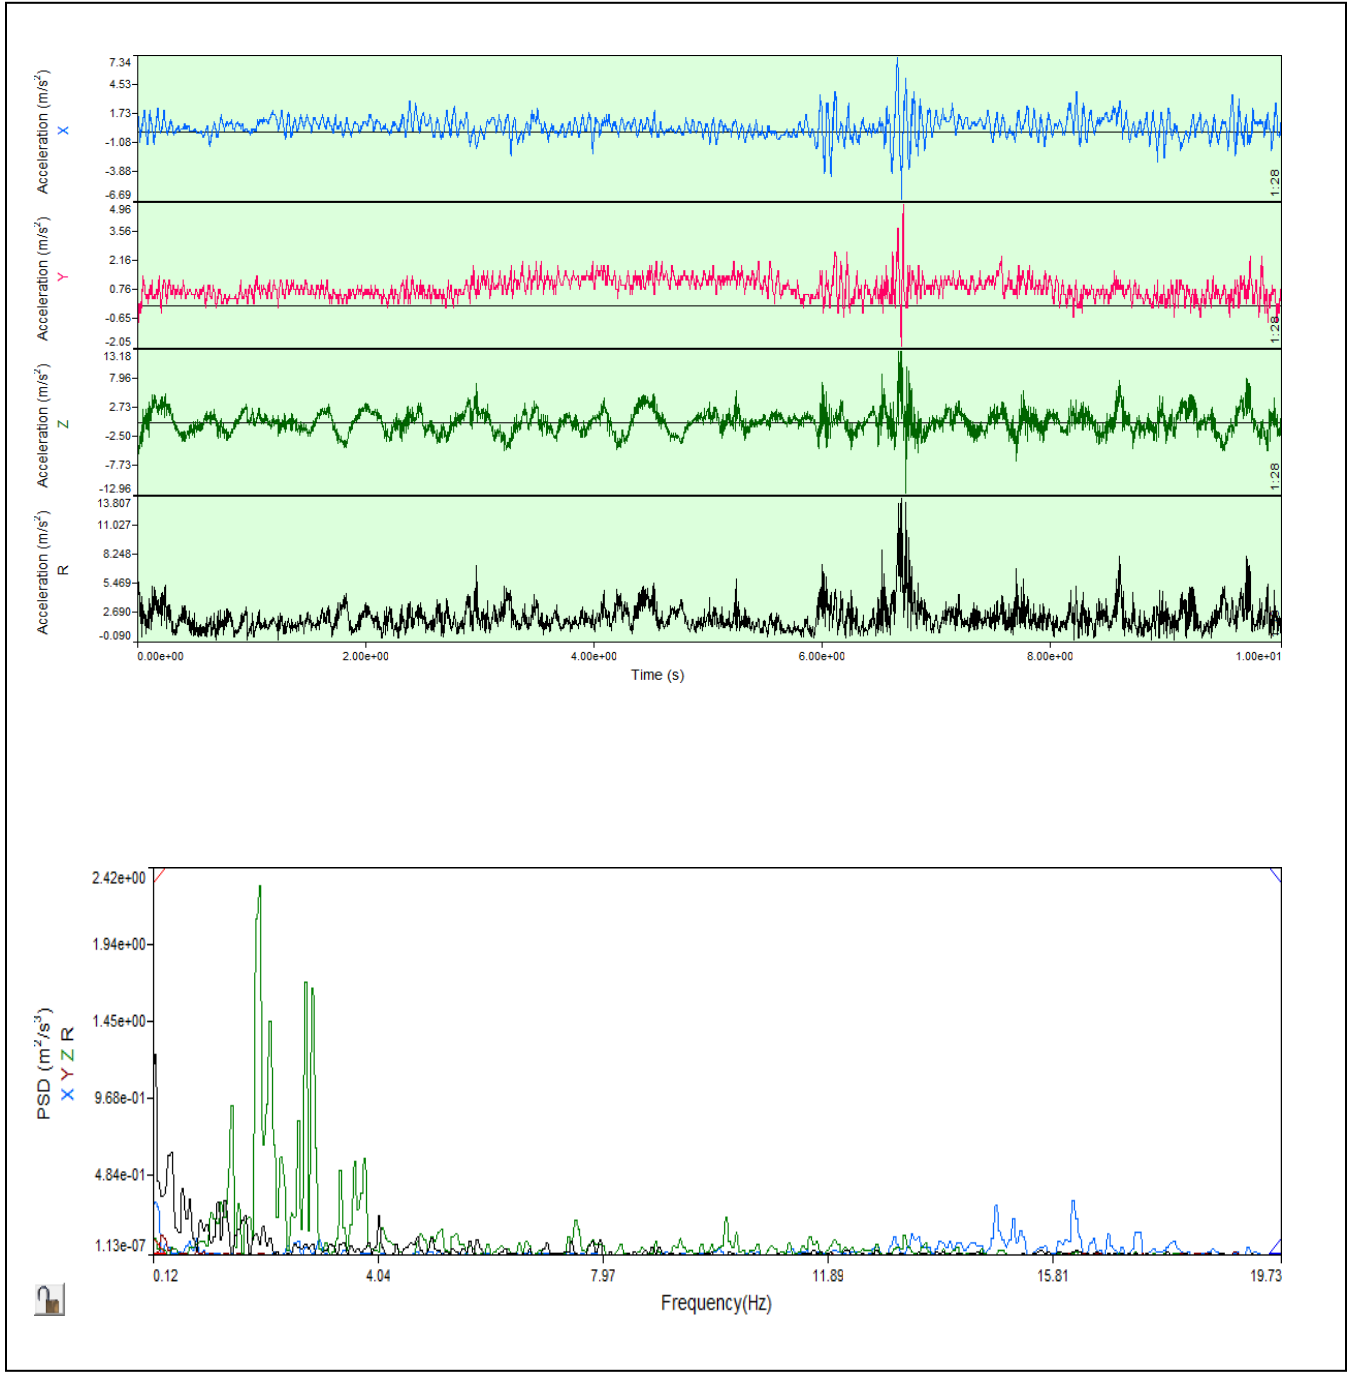 7.34
4.53
1.73
-1.08
-3.88
-6.69
Acceleration (m/s²)
X
1:28
4.96
3.56
2.16
0.76
-0.65
-2.05
Acceleration (m/s²)
Y
1:28
13.18
7.96
2.73
-2.50
-7.73
-12.96
Acceleration (m/s²)
Z
1:28
13.807
11.027
8.248
5.469
2.690
-0.090
Acceleration (m/s²)
R
0.00e+00 2.00e+00 4.00e+00 6.00e+00 8.00e+00 1.00e+01
Time (s)
2.42e+00
1.94e+00
1.45e+00
9.68e-01
4.84e-01
1.13e-07
PSD (m²/s³)
X Y Z R
0.12 4.04 7.97 11.89 15.81 19.73
Frequency(Hz)